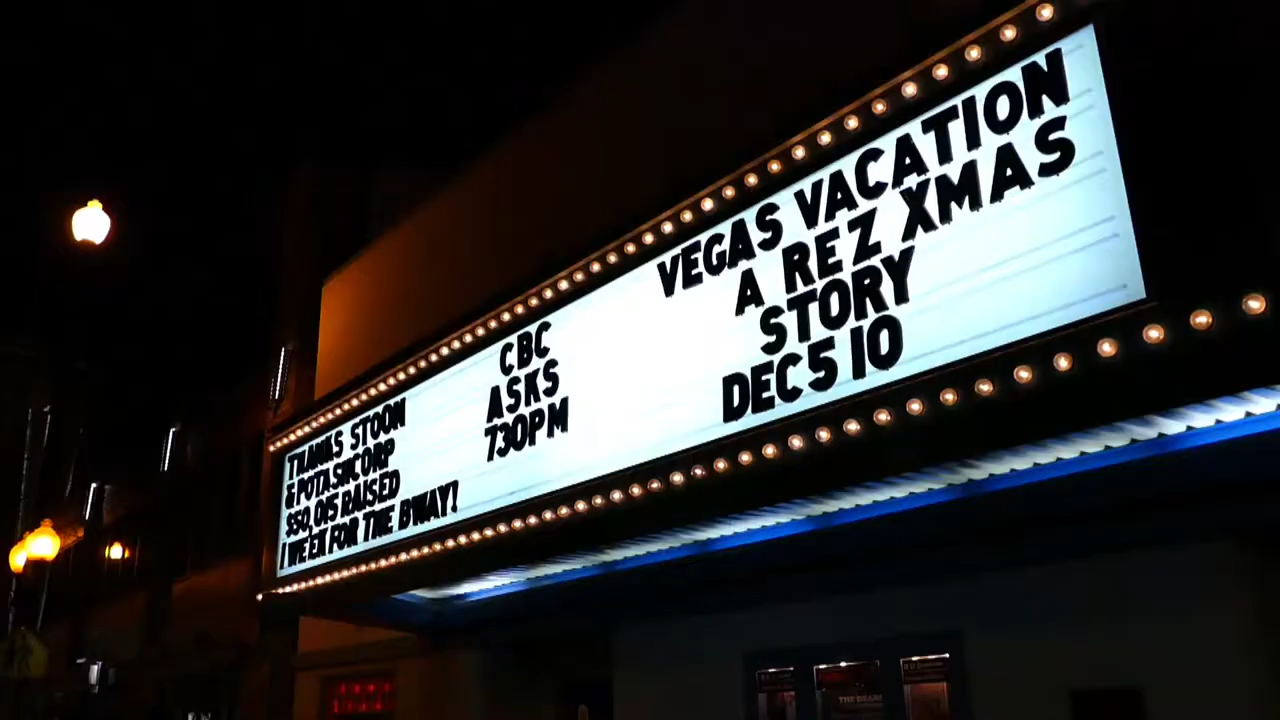 THANKS STOON
& POTASHCORP
$50,015 RAISED
1 WEEK FOR THE BWAY!
CBC
ASKS
730PM
VEGAS VACATION
A REZ XMAS
STORY
DEC 5 10